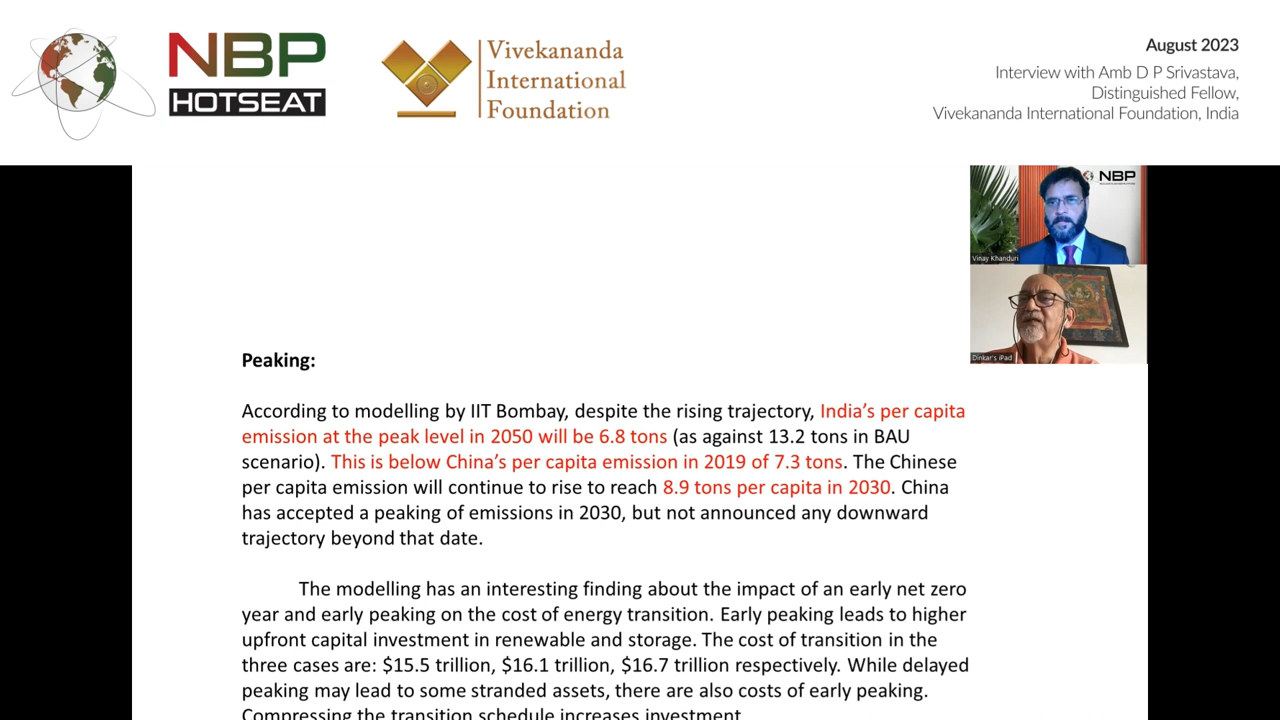 NBP
HOTSEAT
Vivekananda
International
Foundation
August 2023
Interview with Amb D P Srivastava,
Distinguished Fellow,
Vivekananda International Foundation, India
NBP
Vinay Khanduri
Dinkar's iPad
Peaking:
According to modelling by IIT Bombay, despite the rising trajectory, India’s per capita
emission at the peak level in 2050 will be 6.8 tons (as against 13.2 tons in BAU
scenario). This is below China’s per capita emission in 2019 of 7.3 tons. The Chinese
per capita emission will continue to rise to reach 8.9 tons per capita in 2030. China
has accepted a peaking of emissions in 2030, but not announced any downward
trajectory beyond that date.
The modelling has an interesting finding about the impact of an early net zero
year and early peaking on the cost of energy transition. Early peaking leads to higher
upfront capital investment in renewable and storage. The cost of transition in the
three cases are: $15.5 trillion, $16.1 trillion, $16.7 trillion respectively. While delayed
peaking may lead to some stranded assets, there are also costs of early peaking.
Compressing the transition schedule increases investment